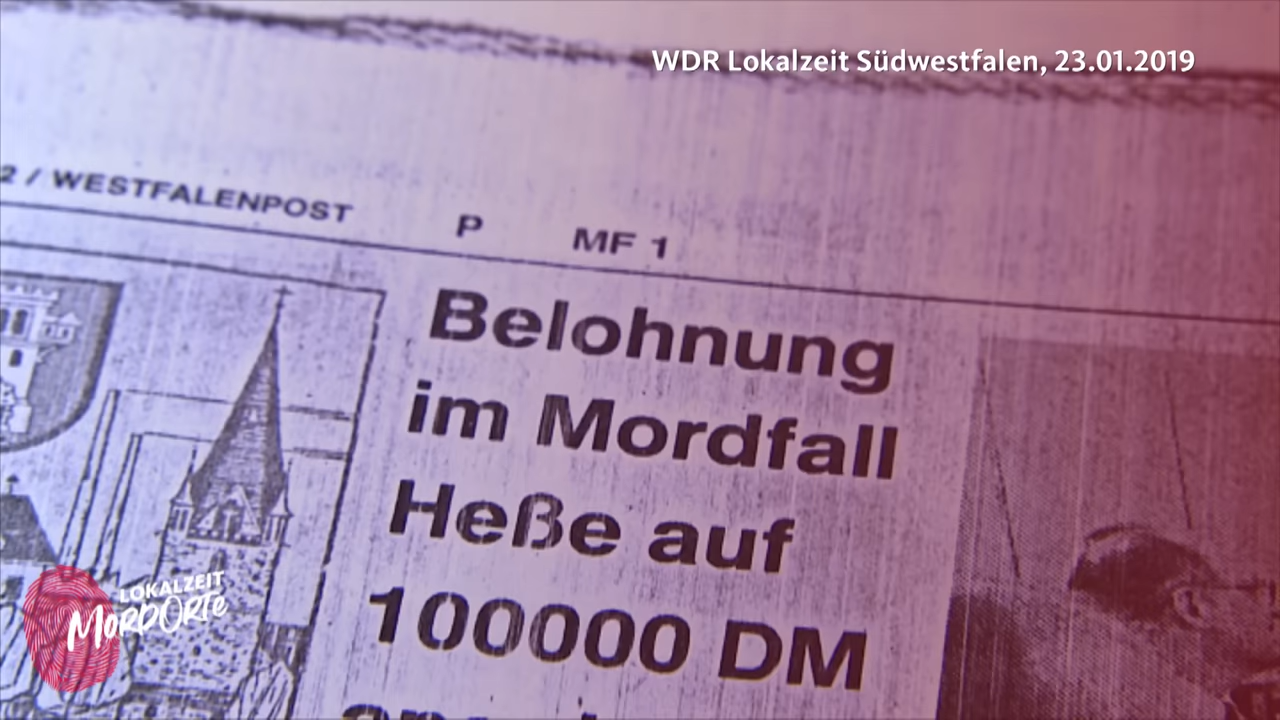 WDR Lokalzeit Südwestfalen, 23.01.2019
2 / WESTFALENPOST P MF 1
Belohnung
im Mordfall
Heße auf
100000 DM
LOKALZEIT
MORDORTE